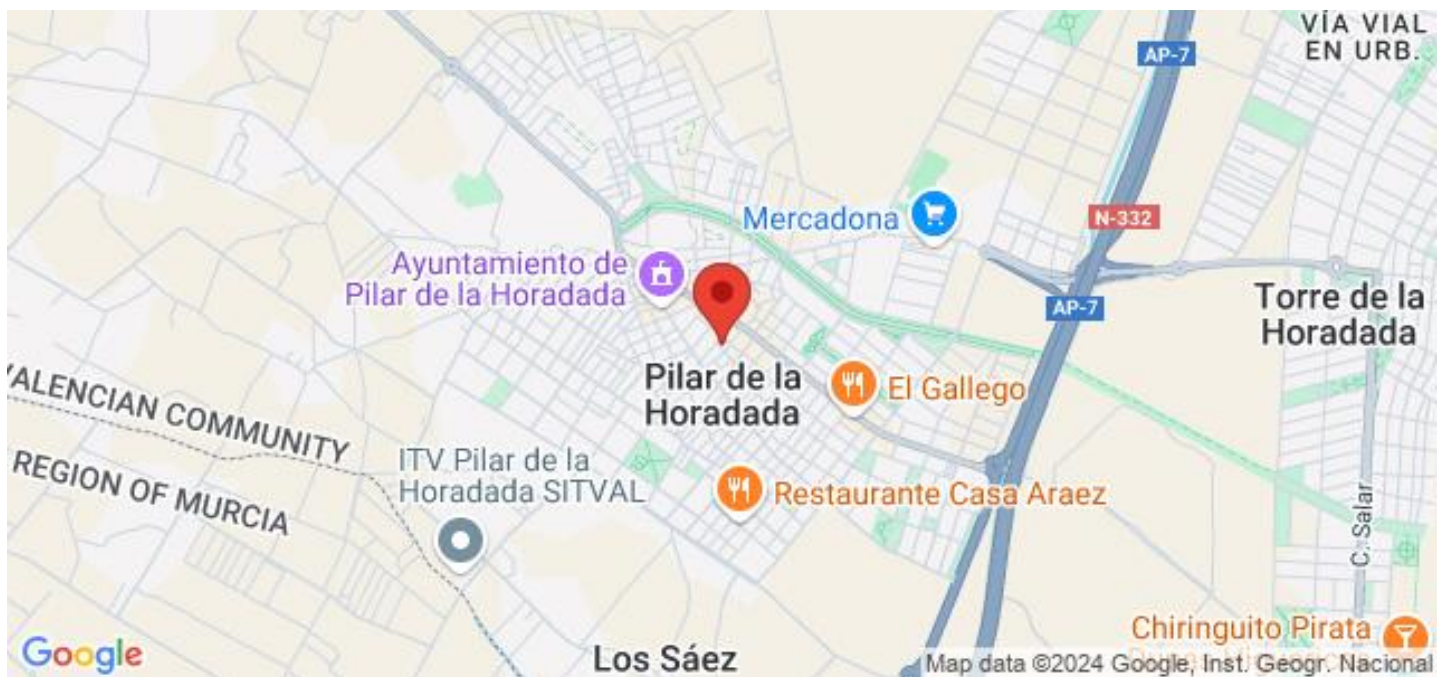 VÍA VIAL
EN URB.
AP-7
Mercadona
N-332
Ayuntamiento de
Pilar de la Horadada
AP-7
Torre de la
Horadada
Pilar de la
Horadada
El Gallego
VALENCIAN COMMUNITY
REGION OF MURCIA
ITV Pilar de la
Horadada SITVAL
Restaurante Casa Araez
C. Salar
Chiringuito Pirata
Los Sáez
Google
Map data ©2024 Google, Inst. Geogr. Nacional